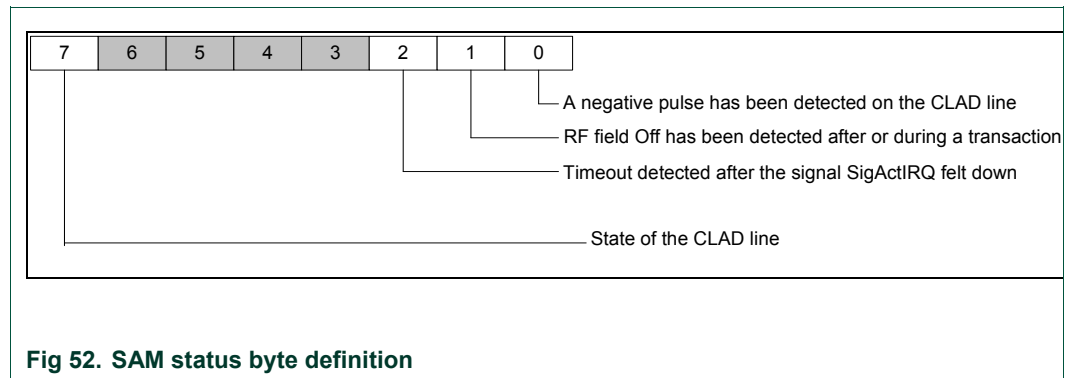 7 6 5 4 3 2 1 0
A negative pulse has been detected on the CLAD line
RF field Off has been detected after or during a transaction
Timeout detected after the signal SigActIRQ felt down
State of the CLAD line
Fig 52. SAM status byte definition